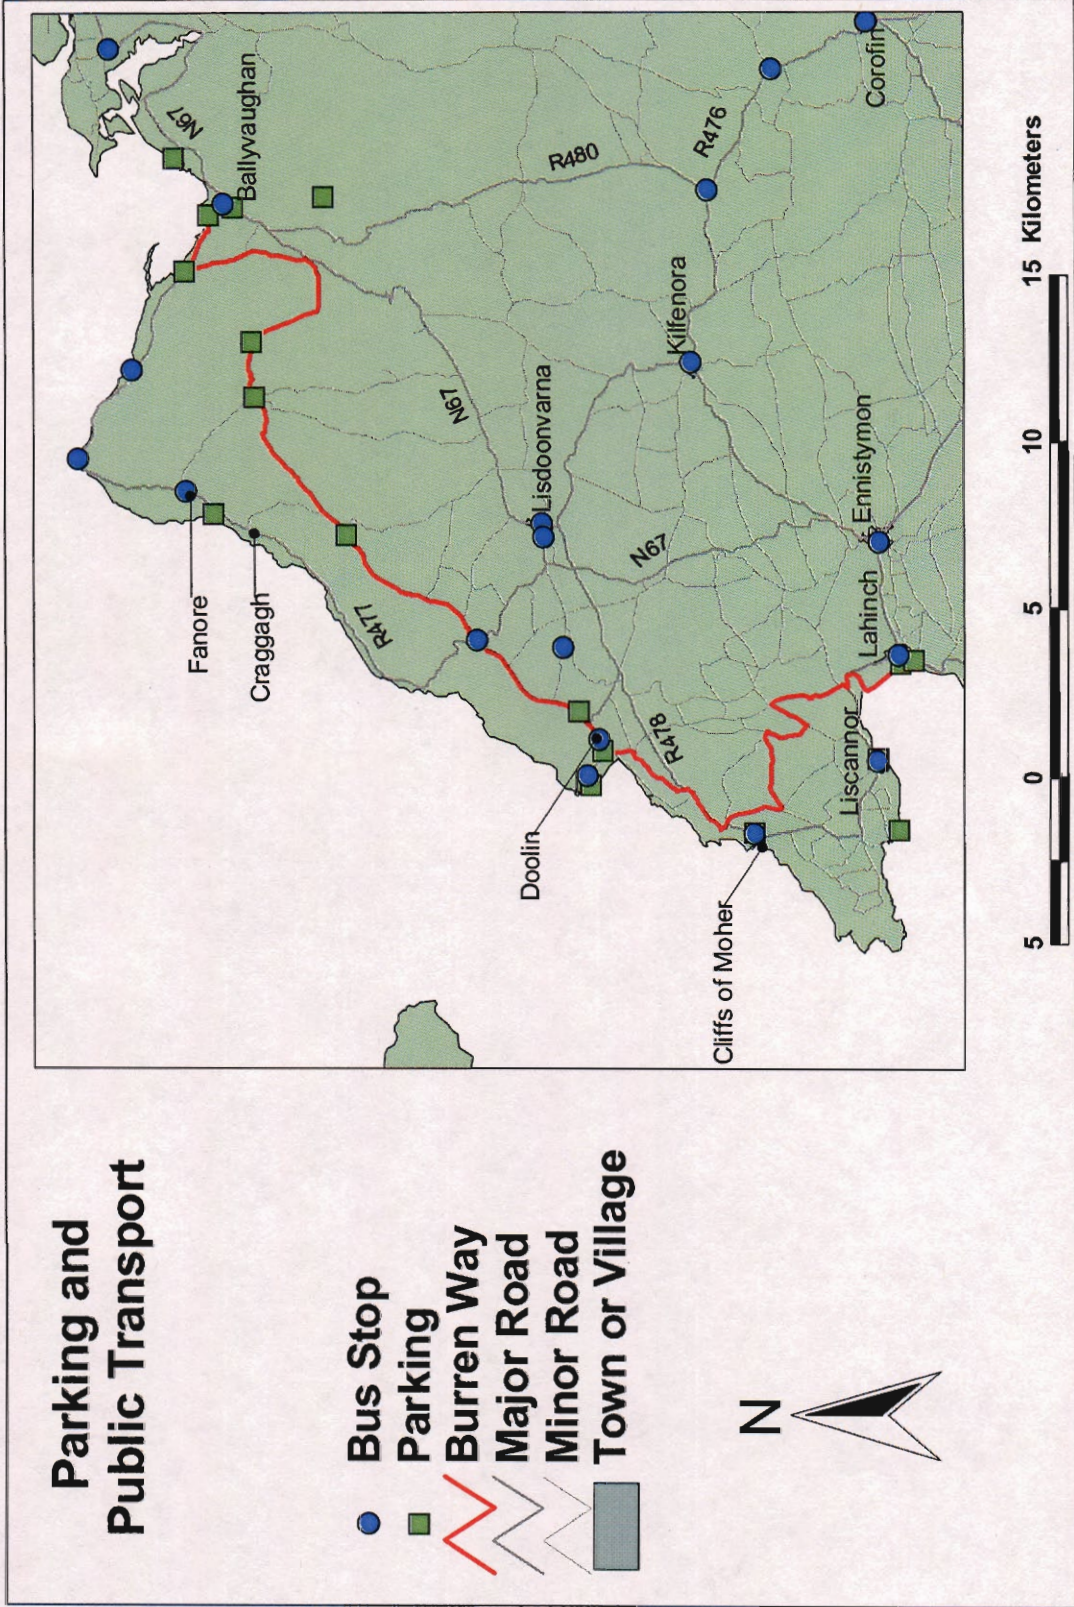 Parking and
Public Transport
Bus Stop
Parking
Burren Way
Major Road
Minor Road
Town or Village
N
N67
Ballyvaughan
Fanore
Craggagh
R477
N67
R480
R476
Corofin
Lisdoonvarna
Kilfenora
N67
Doolin
R478
Cliffs of Moher
Ennistymon
Lahinch
Liscannor
5 0 5 10 15 Kilometers